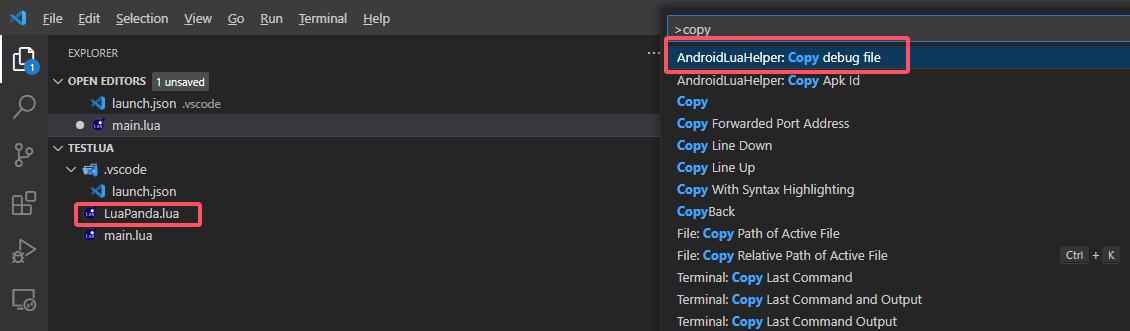 File Edit Selection View Go Run Terminal Help
EXPLORER
OPEN EDITORS 1 unsaved
launch.json .vscode
main.lua
TESTLUA
.vscode
launch.json
LuaPanda.lua
main.lua
1
>copy
AndroidLuaHelper: Copy debug file
AndroidLuaHelper: Copy Apk Id
Copy
Copy Forwarded Port Address
Copy Line Down
Copy Line Up
Copy With Syntax Highlighting
CopyBack
File: Copy Path of Active File
File: Copy Relative Path of Active File Ctrl + K
Terminal: Copy Last Command
Terminal: Copy Last Command and Output
Terminal: Copy Last Command Output